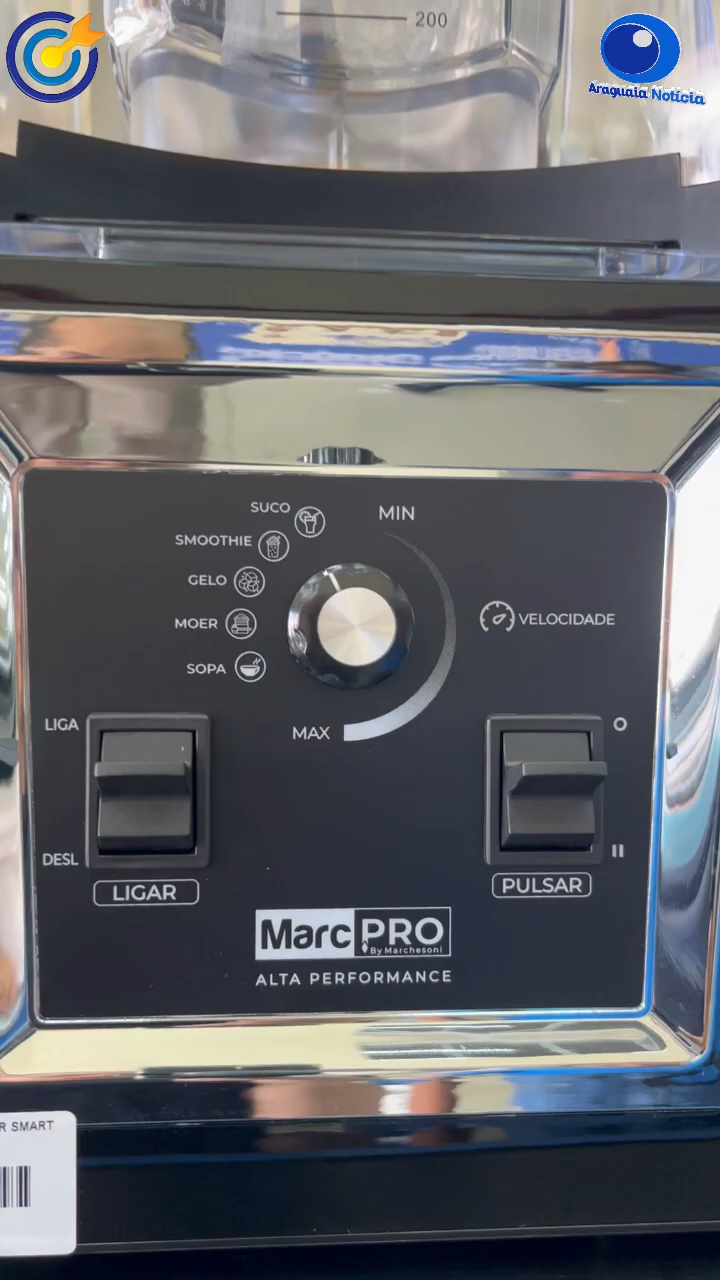 200
Araguaia Notícia
SUCO
MIN
SMOOTHIE
GELO
MOER
VELOCIDADE
SOPA
LIGA
O
MAX
DESL
II
LIGAR
PULSAR
MarcPRO
By Marchesoni
ALTA PERFORMANCE
R SMART